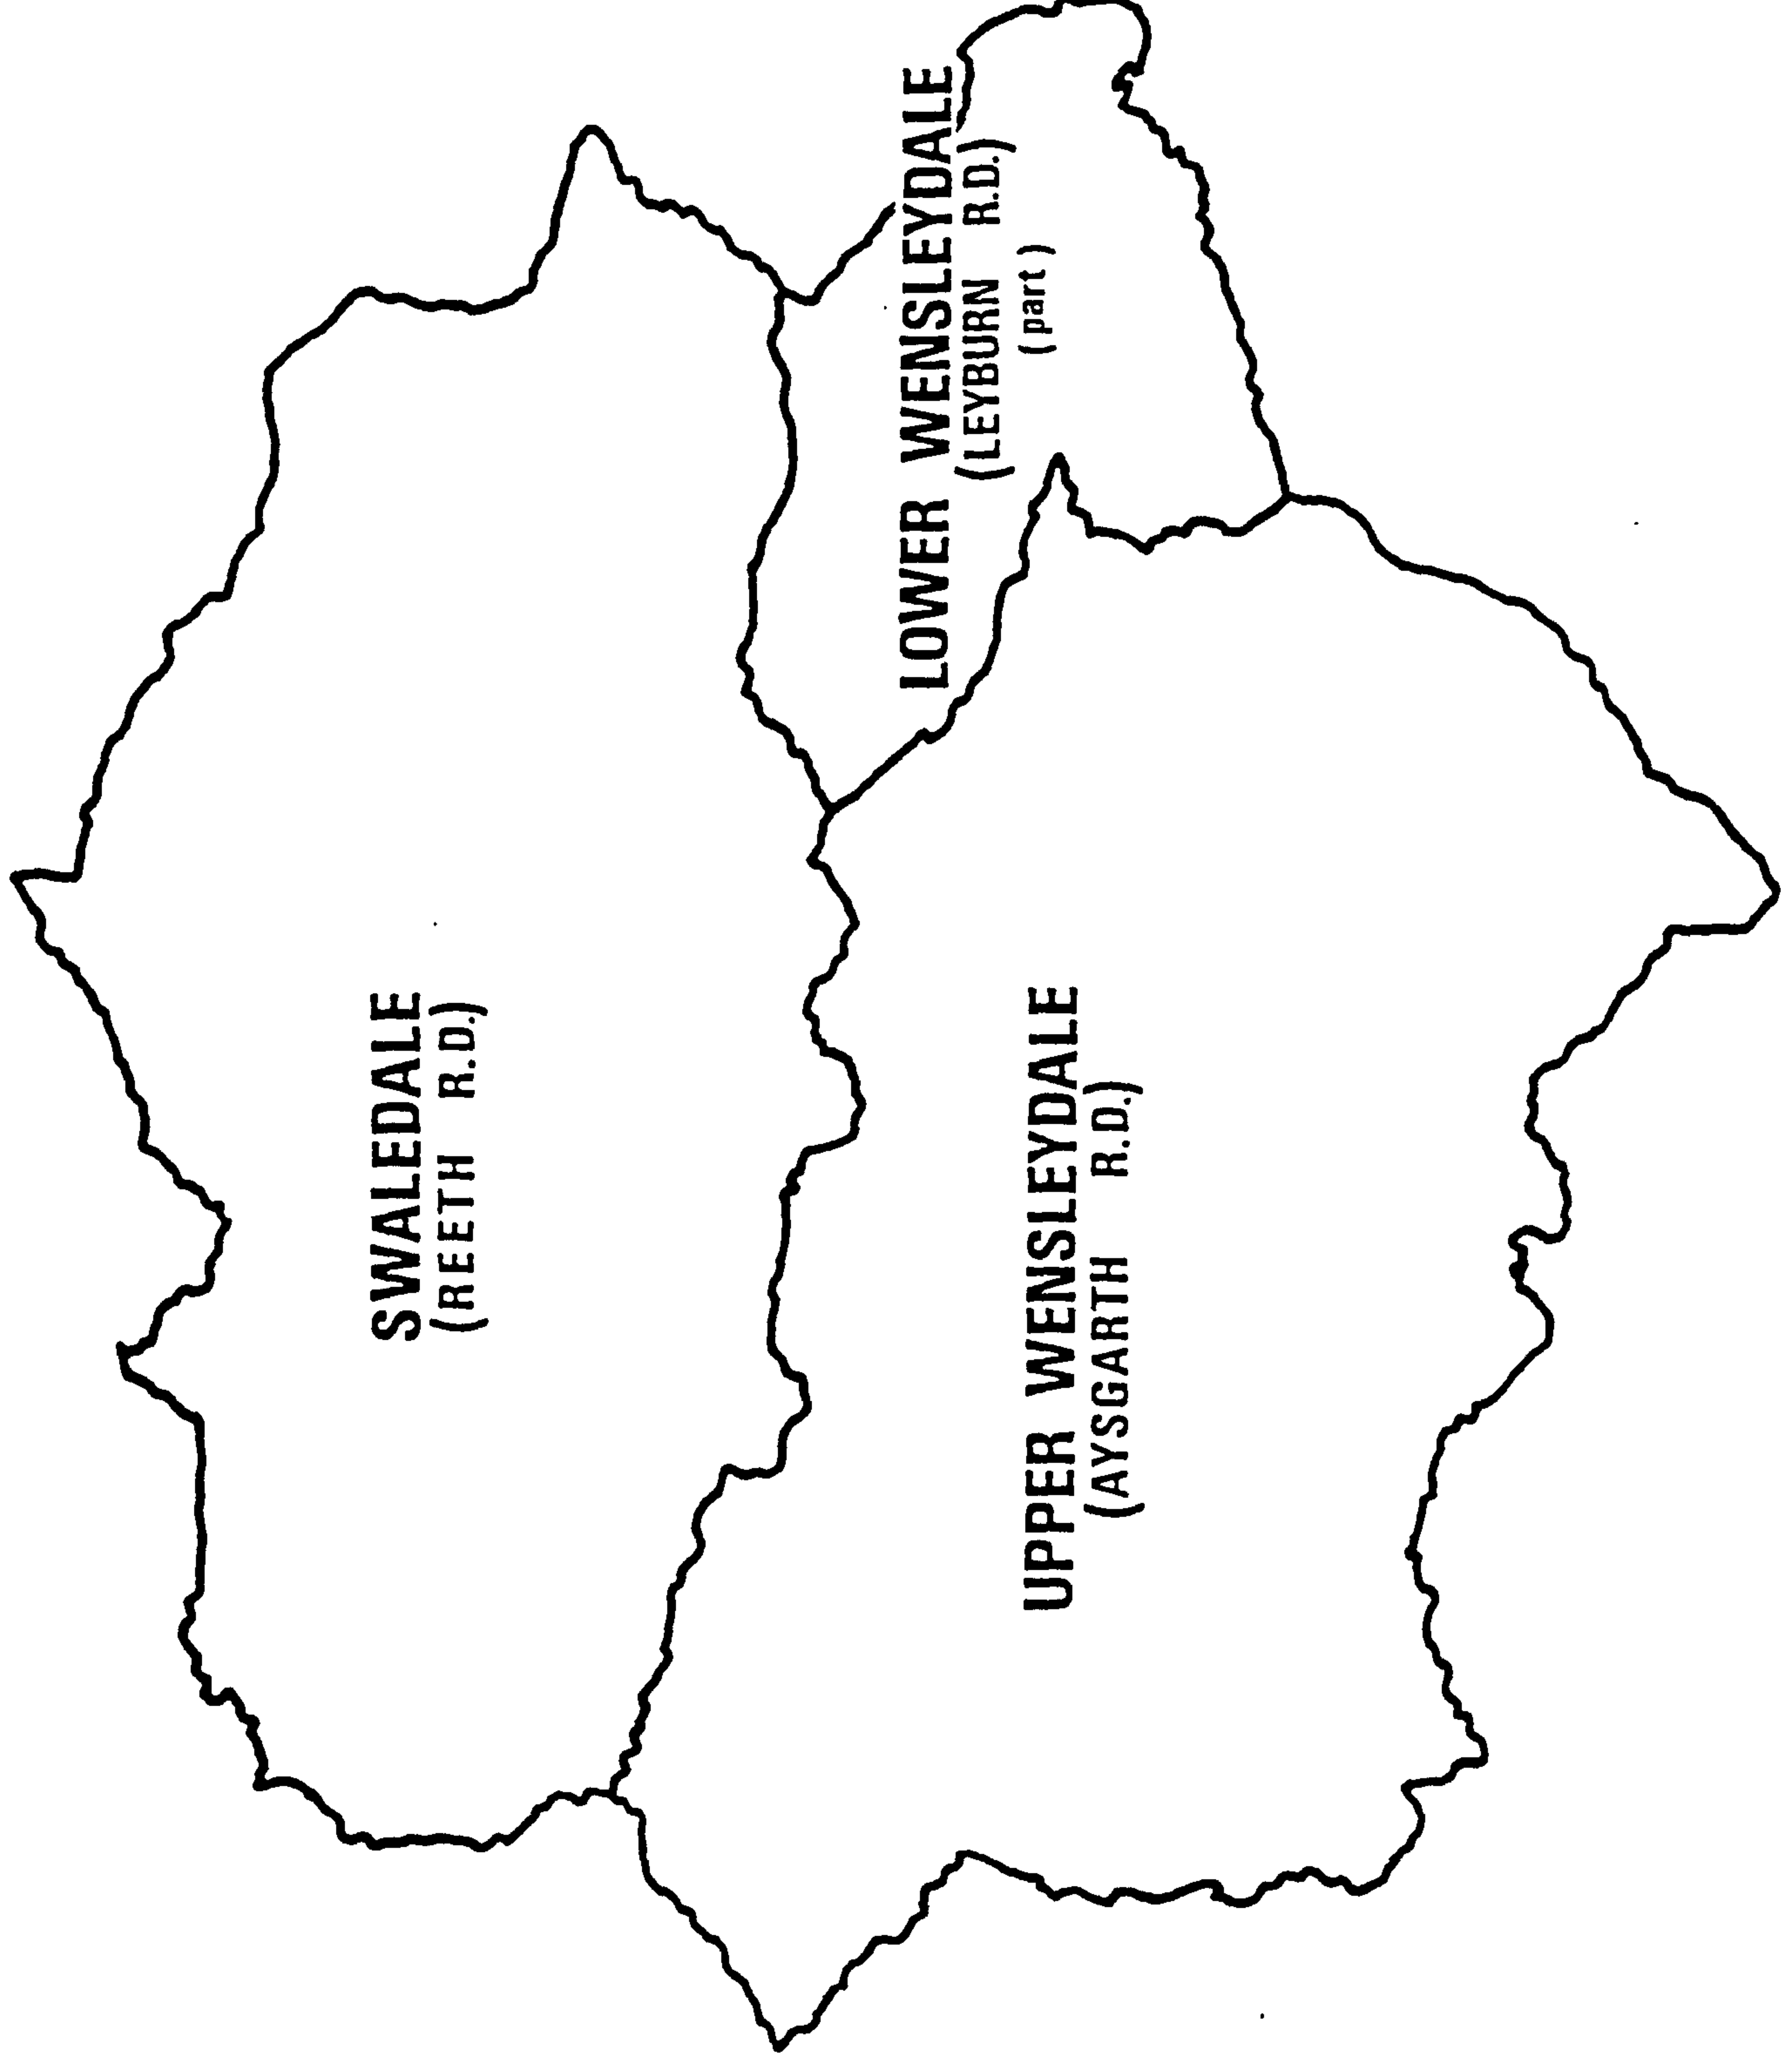 SWALEDALE
(REETH R.D.)
LOWER WENSLEYDALE
(LEYBURN R.D.)
(part)
UPPER WENSLEYDALE
(AYSGARTH R.D.)